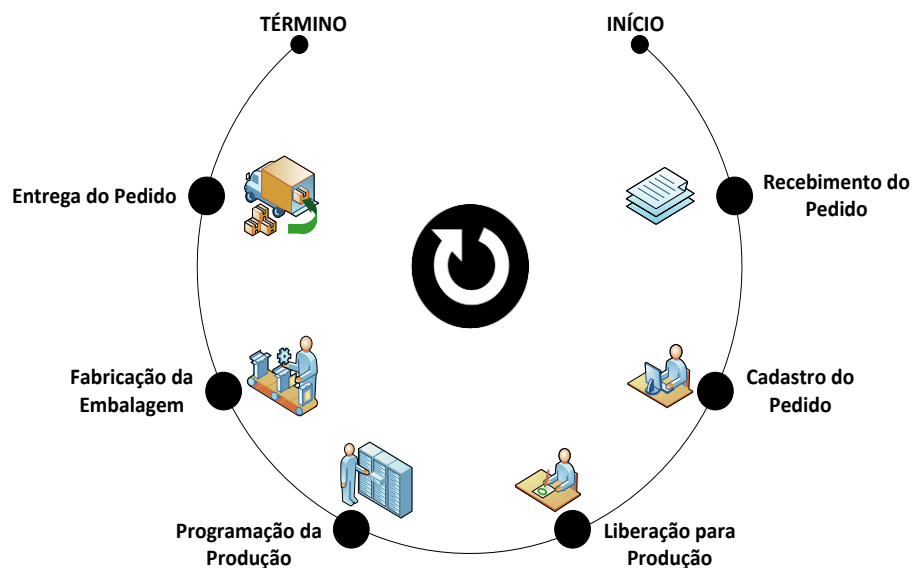 TÉRMINO
INÍCIO
Recebimento do
Pedido
Cadastro do
Pedido
Liberação para
Produção
Programação da
Produção
Fabricação da
Embalagem
Entrega do Pedido